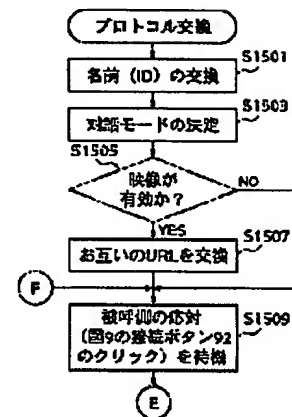 プロトコル交換
S1501
名前（ID）の交換
S1503
対話モードの決定
S1505
映像が
有効か？
NO
YES
S1507
お互いのURLを交換
F
S1509
被呼側の応対
（図9の接続ボタン92
のクリック）を待機
E